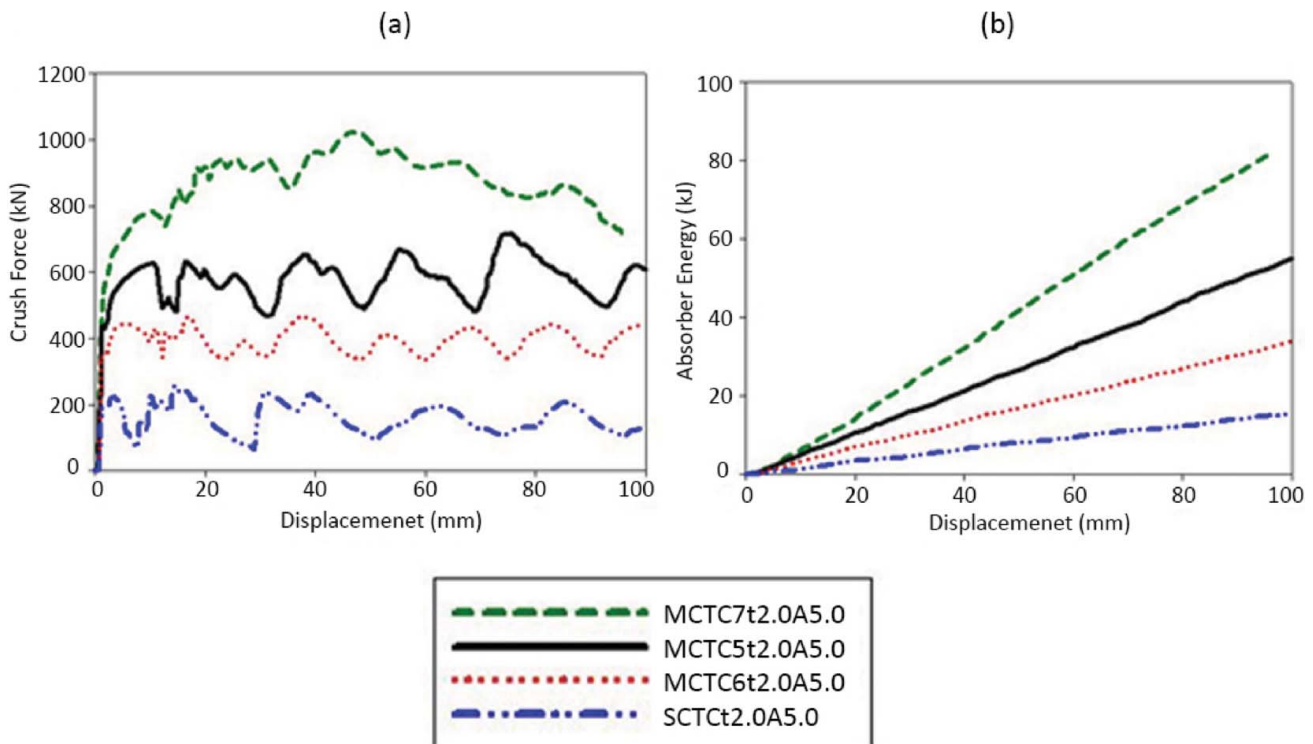 (a)
1200
1000
800
600
400
200
0
Crush Force (kN)
0 20 40 60 80 100
Displacemenet (mm)
(b)
100
80
60
40
20
0
Absorber Energy (kJ)
0 20 40 60 80 100
Displacemenet (mm)
MCTC7t2.0A5.0
MCTC5t2.0A5.0
MCTC6t2.0A5.0
SCTCt2.0A5.0